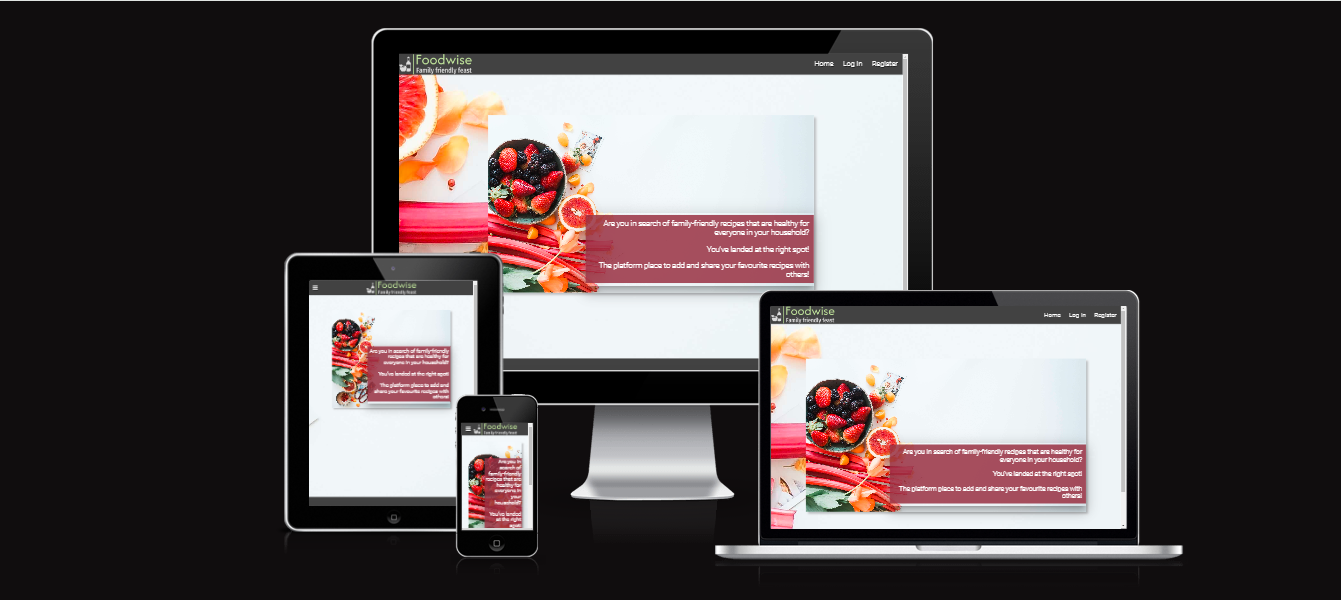 Foodwise
Family friendly feast
Home Log In Register
Are you in search of family-friendly recipes that are healthy for
everyone in your household?
You've landed at the right spot!
The platform place to add and share your favourite recipes with
others!
Foodwise
Family friendly feast
Are you in search of family-friendly
recipes that are healthy for
everyone in your household?
You've landed at the right spot!
The platform place to add and
share your favourite recipes with
others!
Foodwise
Family friendly feast
Are you in
search of
family-friendly
recipes that are
healthy for
everyone in
your
household?
You've landed
at the right
spot!
Foodwise
Family friendly feast
Home Log In Register
Are you in search of family-friendly recipes that are healthy for
everyone in your household?
You've landed at the right spot!
The platform place to add and share your favourite recipes with
others!